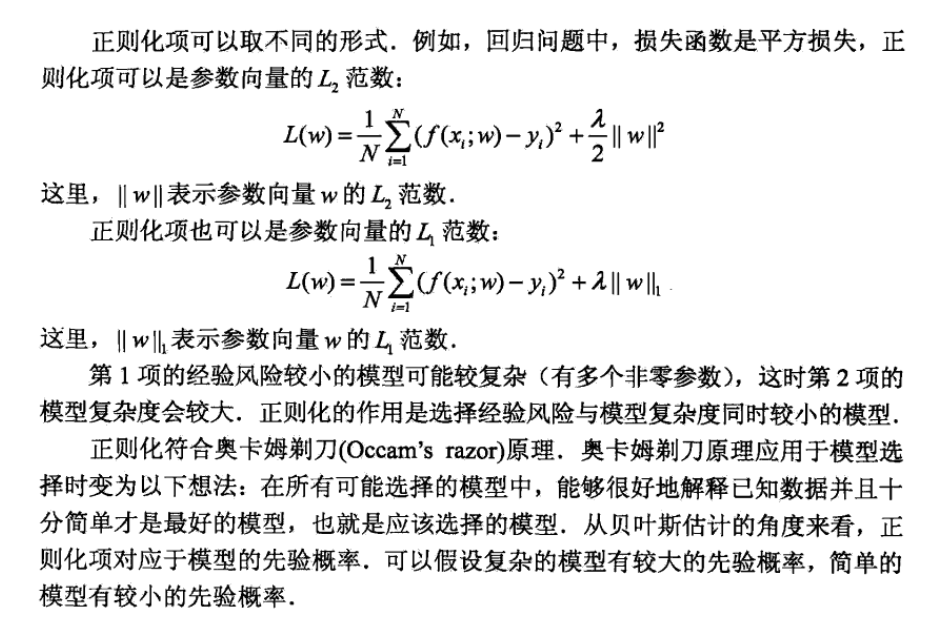 正则化项可以取不同的形式．例如，回归问题中，损失函数是平方损失，正
则化项可以是参数向量的 L₂ 范数：
L(w) = \frac{1}{N} \sum_{i=1}^{N} (f(x_i; w) - y_i)^2 + \frac{λ}{2} ‖w‖^2
这里，‖w‖表示参数向量 w 的 L₂ 范数．
正则化项也可以是参数向量的 L₁ 范数：
L(w) = \frac{1}{N} \sum_{i=1}^{N} (f(x_i; w) - y_i)^2 + λ‖w‖_1
这里，‖w‖₁表示参数向量 w 的 L₁ 范数．
第 1 项的经验风险较小的模型可能较复杂（有多个非零参数），这时第 2 项的
模型复杂度会较大．正则化的作用是选择经验风险与模型复杂度同时较小的模型．
正则化符合奥卡姆剃刀(Occam's razor)原理．奥卡姆剃刀原理应用于模型选
择时变为以下想法：在所有可能选择的模型中，能够很好地解释已知数据并且十
分简单才是最好的模型，也就是应该选择的模型．从贝叶斯估计的角度来看，正
则化项对应于模型的先验概率．可以假设复杂的模型有较大的先验概率，简单的
模型有较小的先验概率．